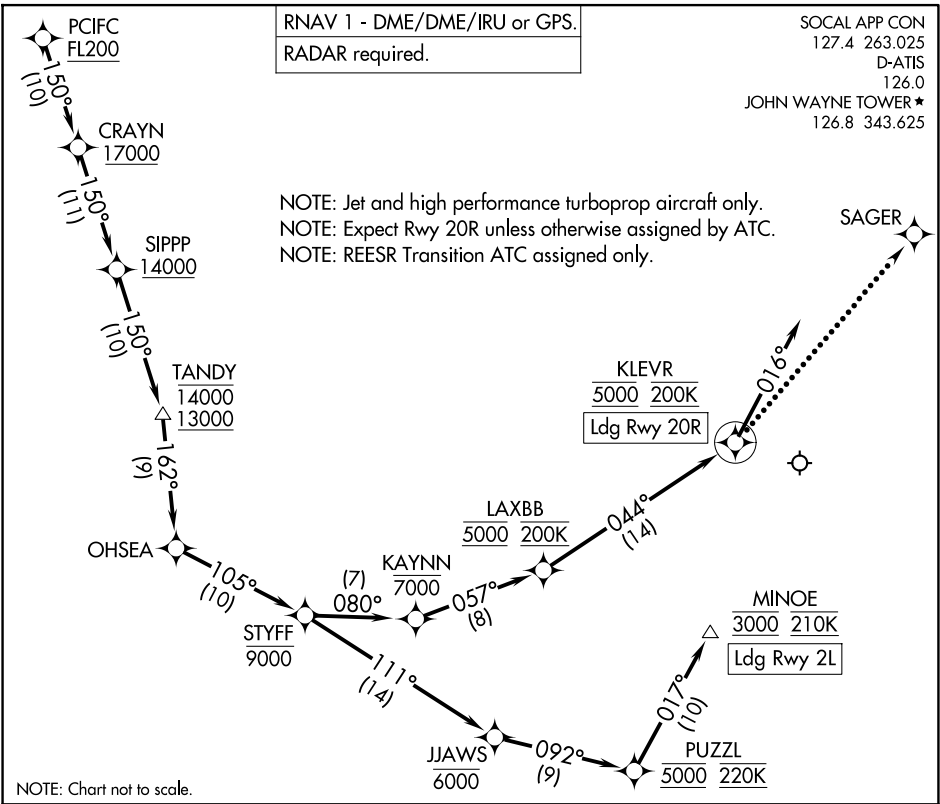 RNAV 1 - DME/DME/IRU or GPS.
RADAR required.
SOCAL APP CON
127.4 263.025
D-ATIS
126.0
JOHN WAYNE TOWER★
126.8 343.625
PCIFC
FL200
150°
(10)
CRAYN
17000
150°
(11)
SIPPP
14000
150°
(10)
TANDY
14000
13000
162°
(9)
OHSEA
105°
(10)
STYFF
9000
NOTE: Jet and high performance turboprop aircraft only.
NOTE: Expect Rwy 20R unless otherwise assigned by ATC.
NOTE: REESR Transition ATC assigned only.
SAGER
016°
KLEVR
5000 200K
Ldg Rwy 20R
044°
(14)
LAXBB
5000 200K
KAYNN
7000
(7)
080°
057°
(8)
111°
(14)
JJAWS
6000
092°
(9)
PUZZL
5000 220K
017°
(10)
MINOE
3000 210K
Ldg Rwy 2L
NOTE: Chart not to scale.